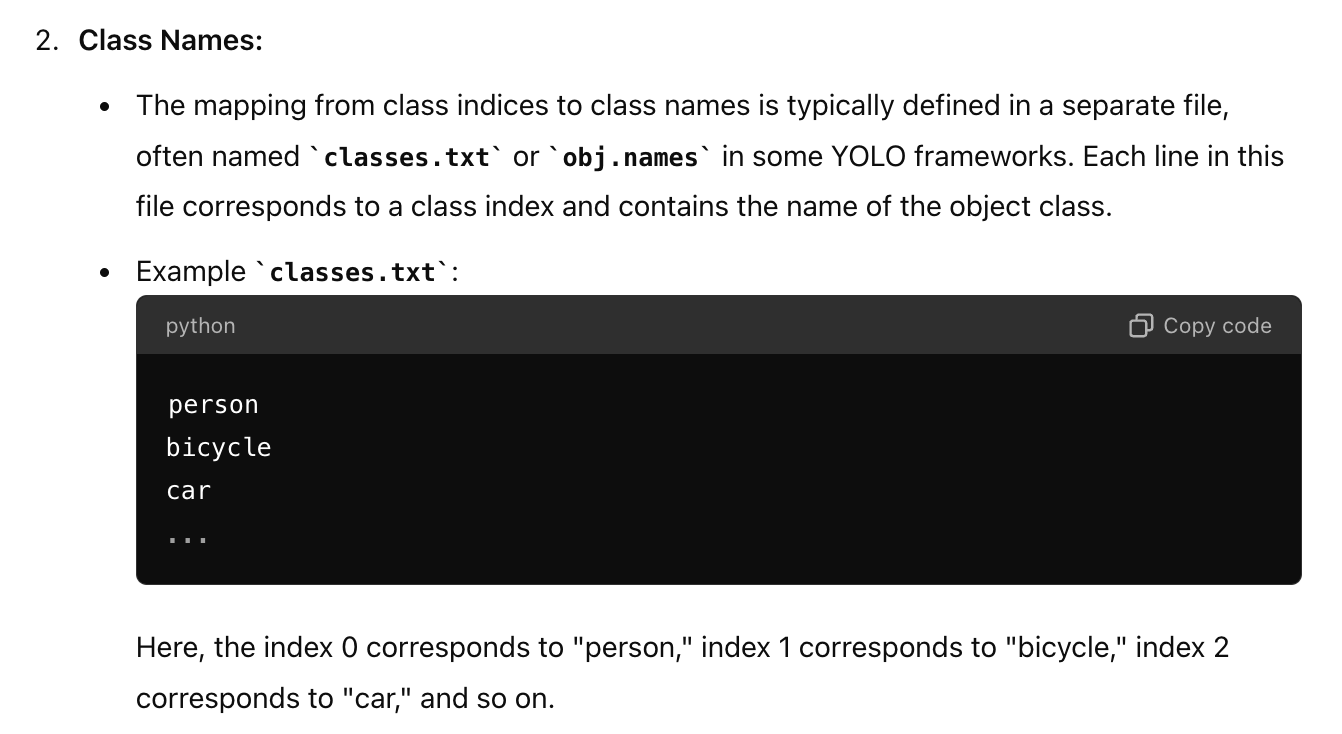 2. Class Names:
• The mapping from class indices to class names is typically defined in a separate file,
often named `classes.txt` or `obj.names` in some YOLO frameworks. Each line in this
file corresponds to a class index and contains the name of the object class.
• Example `classes.txt`:
python Copy code
person
bicycle
car
...
Here, the index 0 corresponds to "person," index 1 corresponds to "bicycle," index 2
corresponds to "car," and so on.